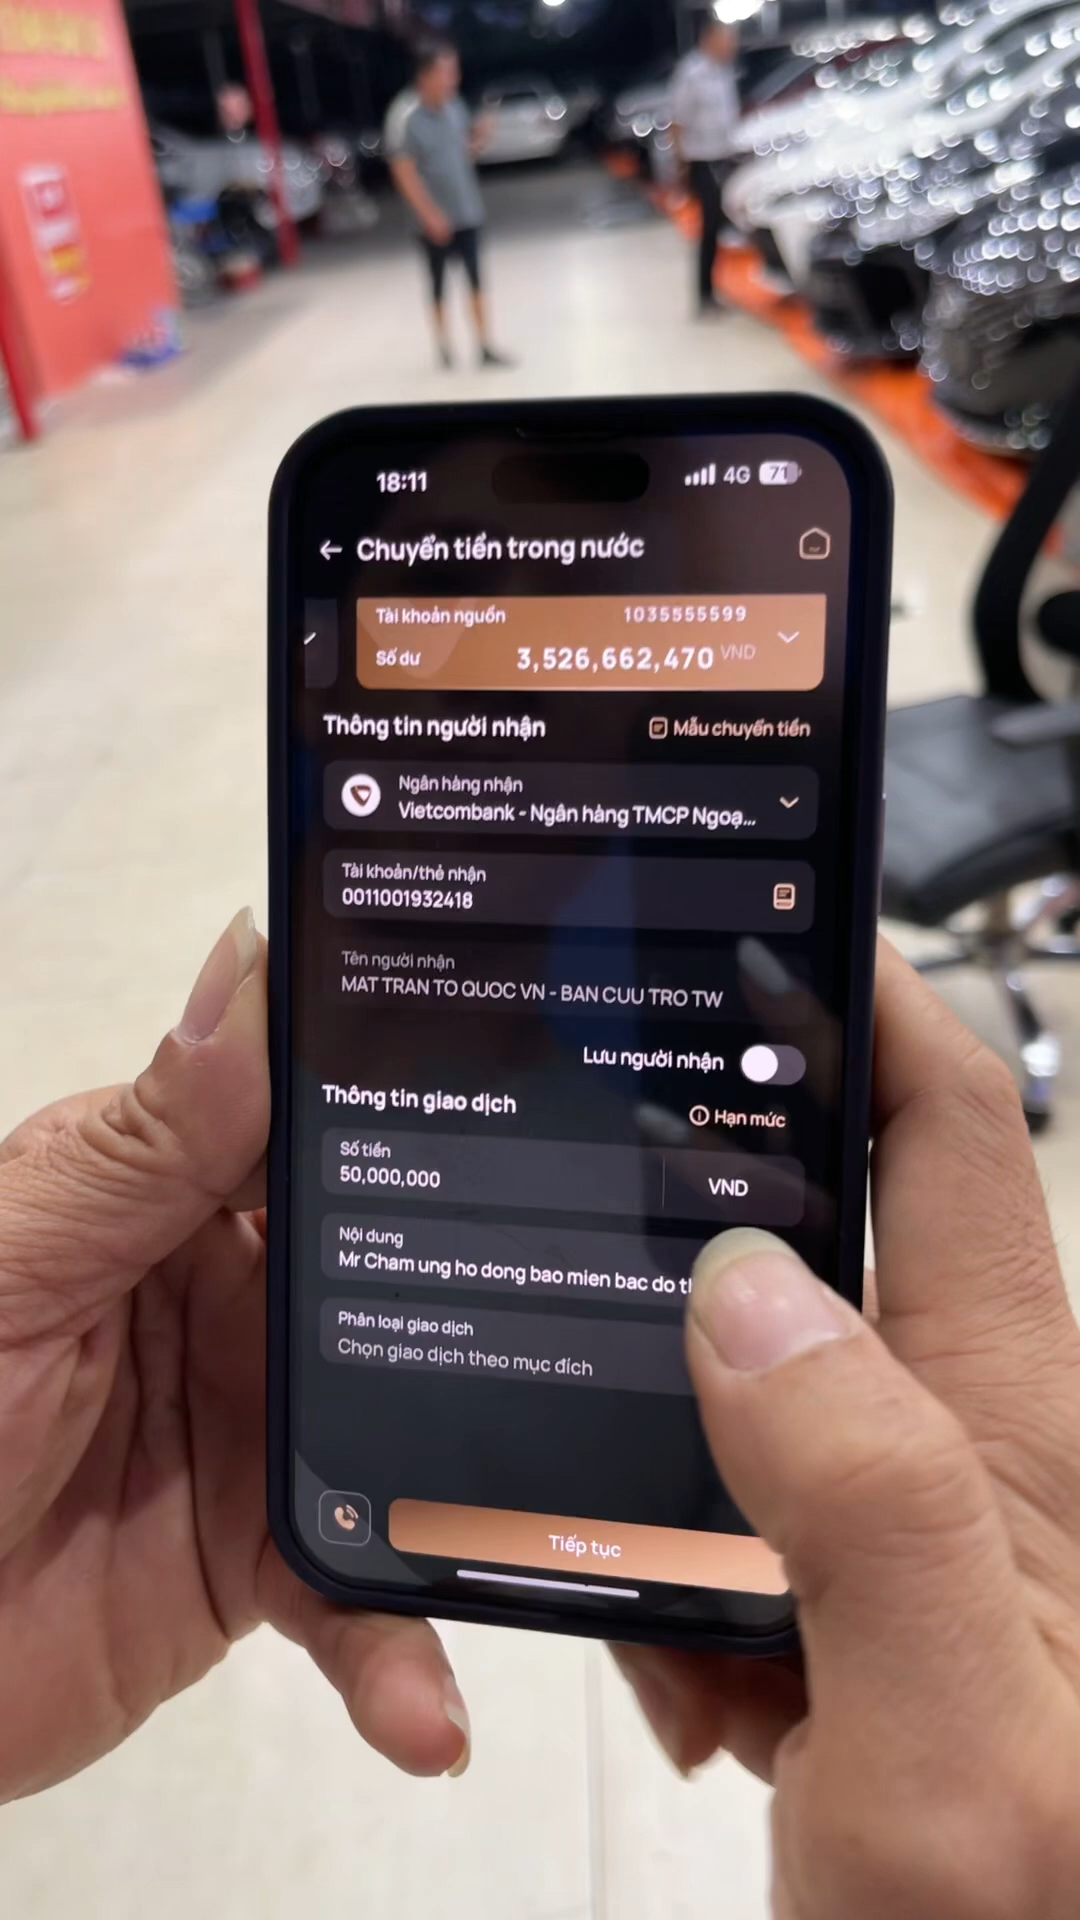 18:11
4G 71
Chuyển tiền trong nước
Tài khoản nguồn 1035555599
Số dư 3,526,662,470 VND
Thông tin người nhận Mẫu chuyển tiền
Ngân hàng nhận
Vietcombank - Ngân hàng TMCP Ngoạ...
Tài khoản/thẻ nhận
0011001932418
Tên người nhận
MAT TRAN TO QUOC VN - BAN CUU TRO TW
Lưu người nhận
Thông tin giao dịch
Hạn mức
Số tiền
50,000,000 VND
Nội dung
Mr Cham ung ho dong bao mien bac do
Phân loại giao dịch
Chọn giao dịch theo mục đích
Tiếp tục